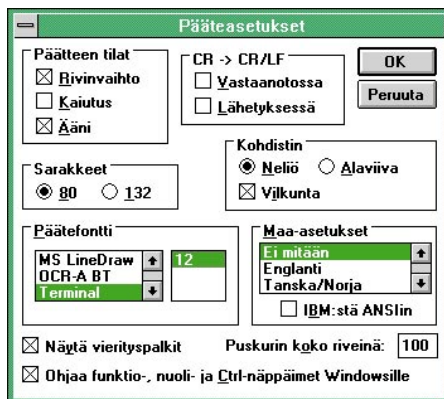 Pääteasetukset
Päätteen tilat
Rivinvaihto
Kaiutus
Ääni
CR -> CR/LF
Vastaanotossa
Lähetyksessä
OK
Peruuta
Sarakkeet
80 132
Kohdistin
Neliö Alaviiva
Vilkunta
Päätefontti
MS LineDraw
OCR-A BT
Terminal
12
Maa-asetukset
Ei mitään
Englanti
Tanska/Norja
IBM:stä ANSIin
Näytä vierityspalkit
Puskurin koko riveinä: 100
Ohjaa funktio-, nuoli- ja Ctrl-näppäimet Windowsille